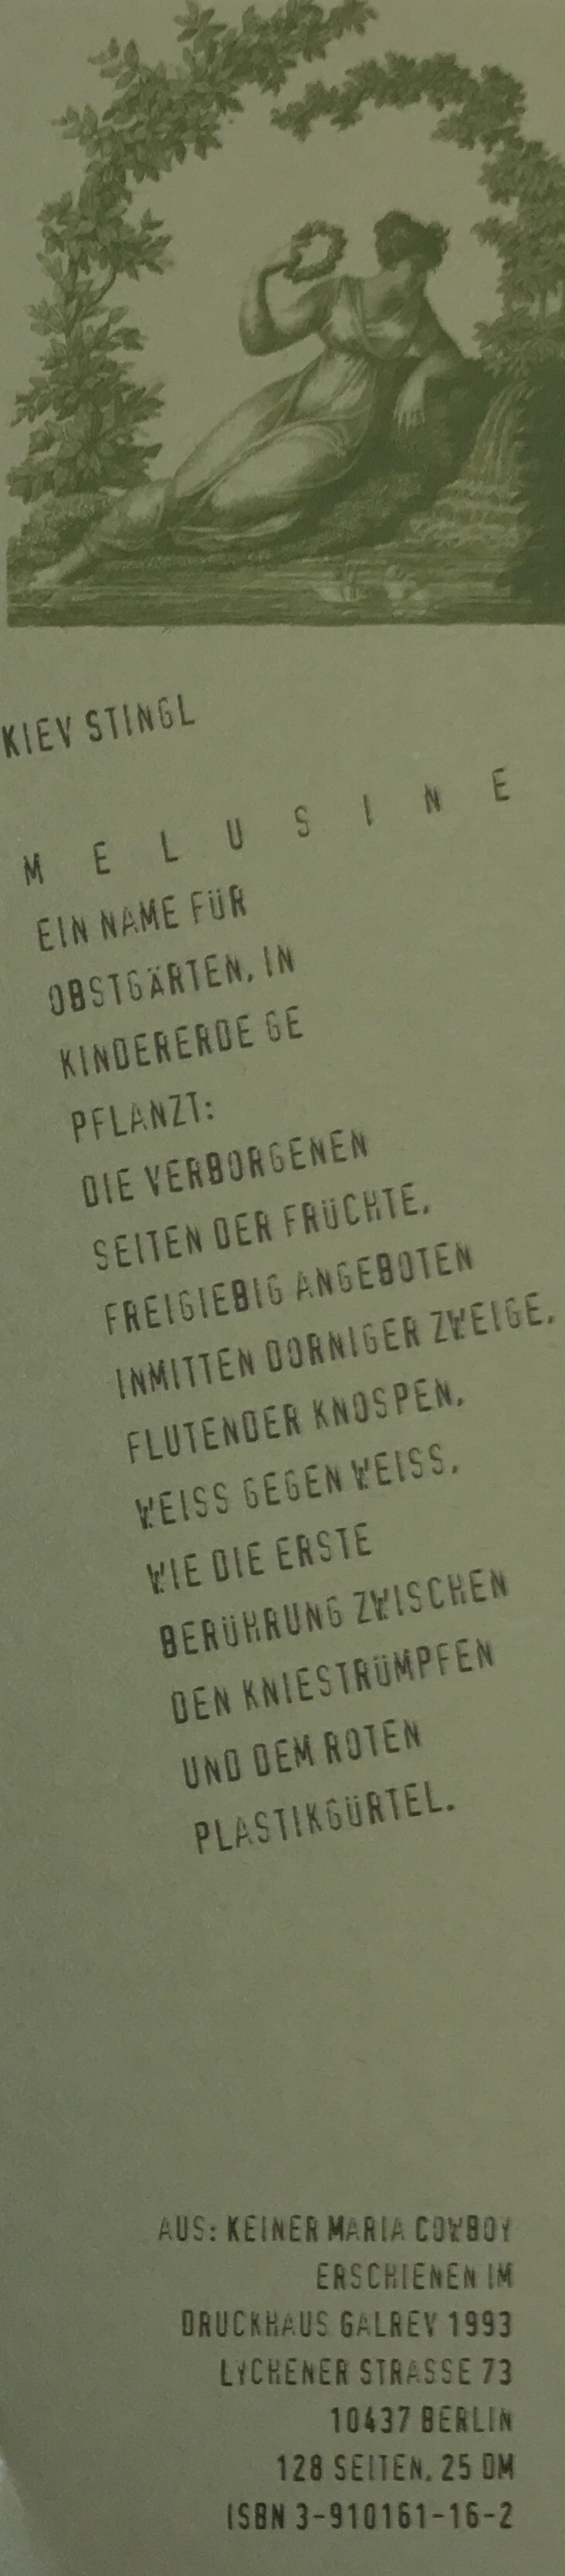 KIEV STINGL
MELUSINE
EIN NAME FÜR
OBSTGÄRTEN, IN
KINDERERDE GE
PFLANZT:
DIE VERBORGENEN
SEITEN DER FRÜCHTE,
FREIGIEBIG ANGEBOTEN
INMITTEN DORNIGER ZWEIGE,
FLUTENDER KNOSPEN,
WEISS GEGEN WEISS,
WIE DIE ERSTE
BERÜHRUNG ZWISCHEN
DEN KNIESTRÜMPFEN
UND DEM ROTEN
PLASTIKGÜRTEL.
AUS: KEINER MARIA COWBOY
ERSCHIENEN IM
DRUCKHAUS GALREV 1993
LYCHENER STRASSE 73
10437 BERLIN
128 SEITEN, 25 DM
ISBN 3-910161-16-2